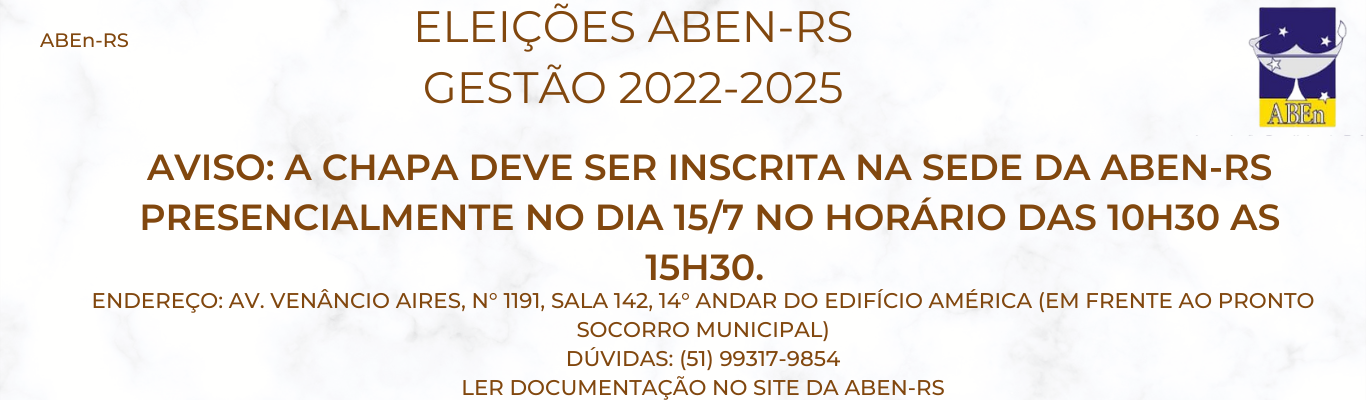 ABEn-RS
ELEIÇÕES ABEN-RS
GESTÃO 2022-2025
ABEn
AVISO: A CHAPA DEVE SER INSCRITA NA SEDE DA ABEN-RS
PRESENCIALMENTE NO DIA 15/7 NO HORÁRIO DAS 10H30 AS
15H30.
ENDEREÇO: AV. VENÂNCIO AIRES, Nº 1191, SALA 142, 14º ANDAR DO EDIFÍCIO AMÉRICA (EM FRENTE AO PRONTO
SOCORRO MUNICIPAL)
DÚVIDAS: (51) 99317-9854
LER DOCUMENTAÇÃO NO SITE DA ABEN-RS